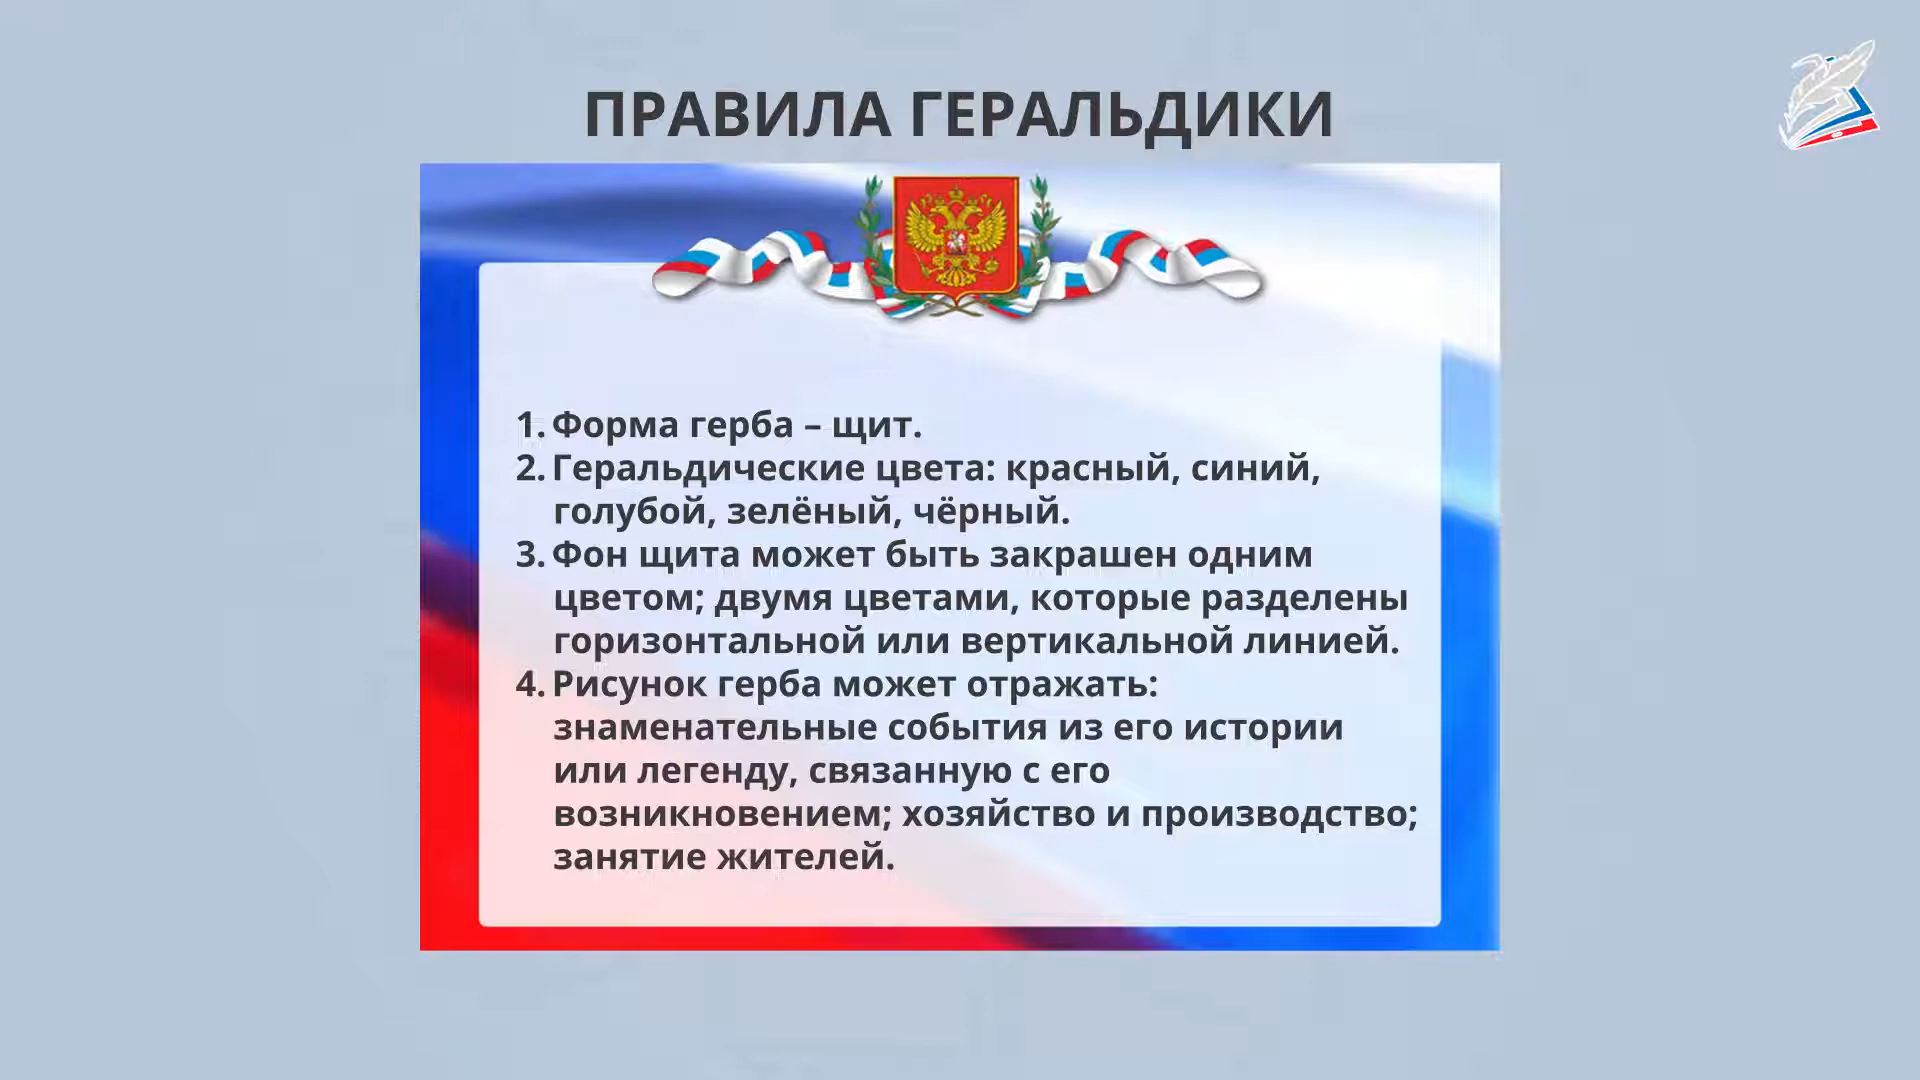 ПРАВИЛА ГЕРАЛЬДИКИ
1. Форма герба – щит.
2. Геральдические цвета: красный, синий,
голубой, зелёный, чёрный.
3. Фон щита может быть закрашен одним
цветом; двумя цветами, которые разделены
горизонтальной или вертикальной линией.
4. Рисунок герба может отражать:
знаменательные события из его истории
или легенду, связанную с его
возникновением; хозяйство и производство;
занятие жителей.